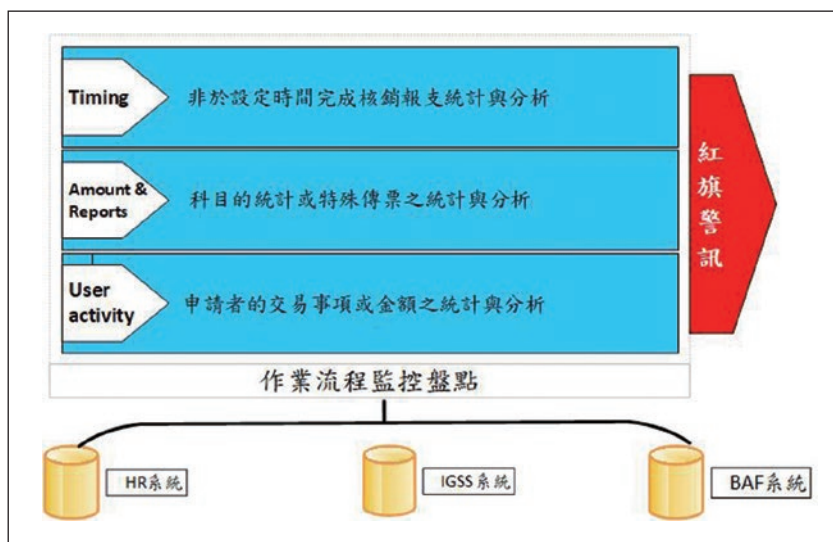 Timing
非於設定時間完成核銷報支統計與分析
Amount &
Reports
科目的統計或特殊傳票之統計與分析
User
activity
申請者的交易事項或金額之統計與分析
紅旗警訊
作業流程監控盤點
HR系統
IGSS系統
BAF系統